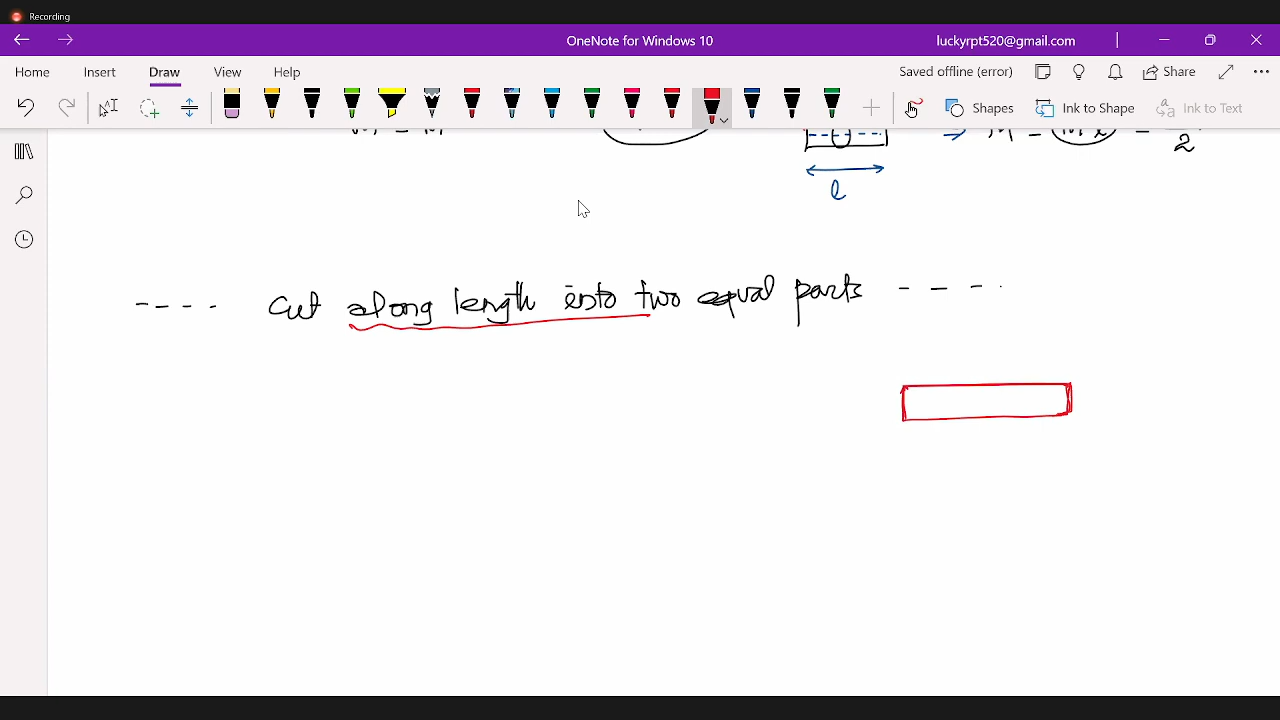 Recording
OneNote for Windows 10
luckyrpt520@gmail.com
Home Insert Draw View Help
Saved offline (error)
Share
Shapes
Ink to Shape
Ink to Text
2
l
---- cut along length into two equal parts ----